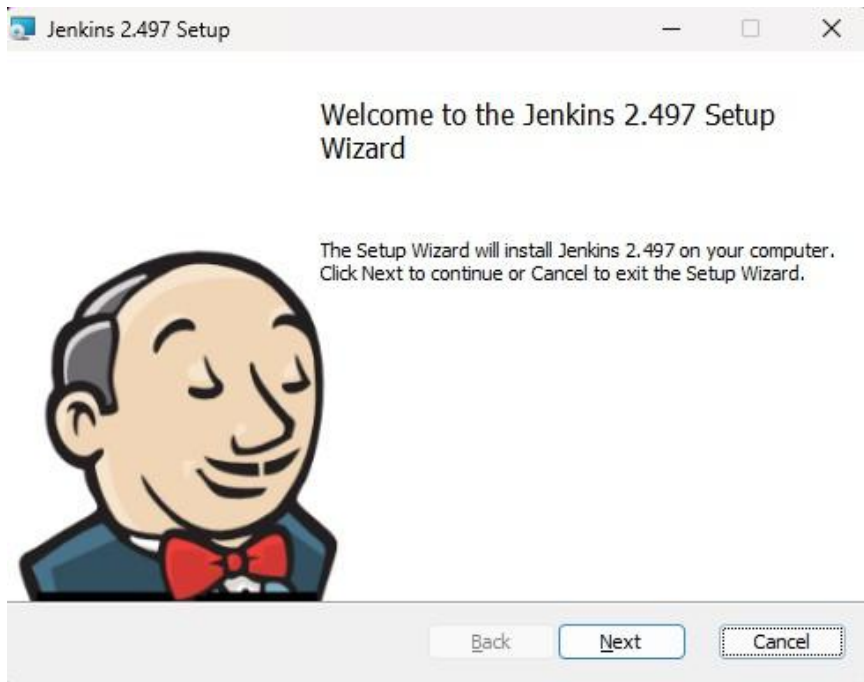 Jenkins 2.497 Setup
Welcome to the Jenkins 2.497 Setup
Wizard
The Setup Wizard will install Jenkins 2.497 on your computer.
Click Next to continue or Cancel to exit the Setup Wizard.
Back Next Cancel